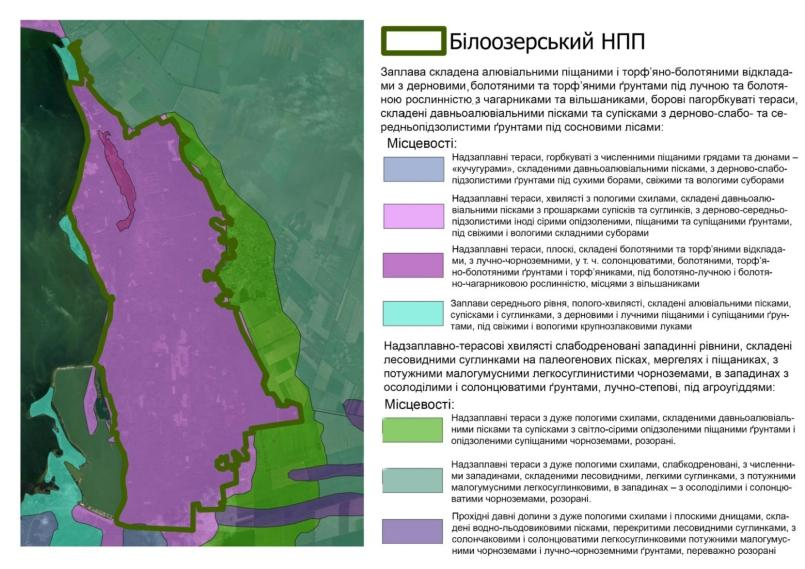 Білоозерський НПП
Заплава складена алювіальними піщаними і торф'яно-болотяними відклада-
ми з дерновими, болотяними та торф'яними ґрунтами під лучною та болотя-
ною рослинністю, з чагарниками та вільшаниками, борові пагорбкуваті тераси,
складені давньоалювіальними пісками та супісками з дерново-слабо- та се-
редньопідзолистими ґрунтами під сосновими лісами:
Місцевості:
Надзаплавні тераси, горбкуваті з численними піщаними грядами та дюнами –
«кучугурами», складеними давньоалювіальними пісками, з дерново-слабо-
підзолистими ґрунтами під сухими борами, свіжими та вологими суборами
Надзаплавні тераси, хвилясті з пологими схилами, складені давньоалю-
віальними пісками з прошарками супісків та суглинків, з дерново-середньо-
підзолистими іноді сірими опідзоленими, піщаними та супіщаними ґрунтами,
під свіжими і вологими складними суборами
Надзаплавні тераси, плоскі, складені болотяними та торф'яними відклада-
ми, з лучно-чорноземними, у т. ч. солонцюватими, болотяними, торф'я-
но-болотяними ґрунтами і торф'яниками, під болотяно-лучною і болотя-
но-чагарниковою рослинністю, місцями з вільшаниками
Заплави середнього рівня, полого-хвилясті, складені алювіальними пісками,
супісками і суглинками, з дерновими і лучними піщаними і супіщаними ґрун-
тами, під свіжими і вологими крупнозлаковими луками
Надзаплавно-терасові хвилясті слабодреновані западинні рівнини, складені
лесовидними суглинками на палеогенових пісках, мергелях і піщаниках, з
потужними малогумусними легкосуглинистими чорноземами, в западинах з
осолоділими і солонцюватими ґрунтами, лучно-степові, під агроугіддями:
Місцевості:
Надзаплавні тераси з дуже пологими схилами, складеними давньоалювіаль-
ними пісками та супісками з світло-сірими опідзоленими піщаними ґрунтами і
опідзоленими супіщаними чорноземами, розорані.
Надзаплавні тераси з дуже пологими схилами, слабкодреновані, з численни-
ми западинами, складеними лесовидними, легкими суглинками, з потужними
малогумусними легкосуглинковими, в западинах – з осолоділими і солонцю-
ватими чорноземами, розорані.
Прохідні давні долини з дуже пологими схилами і плоскими днищами, скла-
дені водно-льодовиковими пісками, перекритими лесовидними суглинками, з
солончаковими і солонцюватими легкосуглинковими потужними малогумус-
ними чорноземами і лучно-чорноземними ґрунтами, переважно розорані